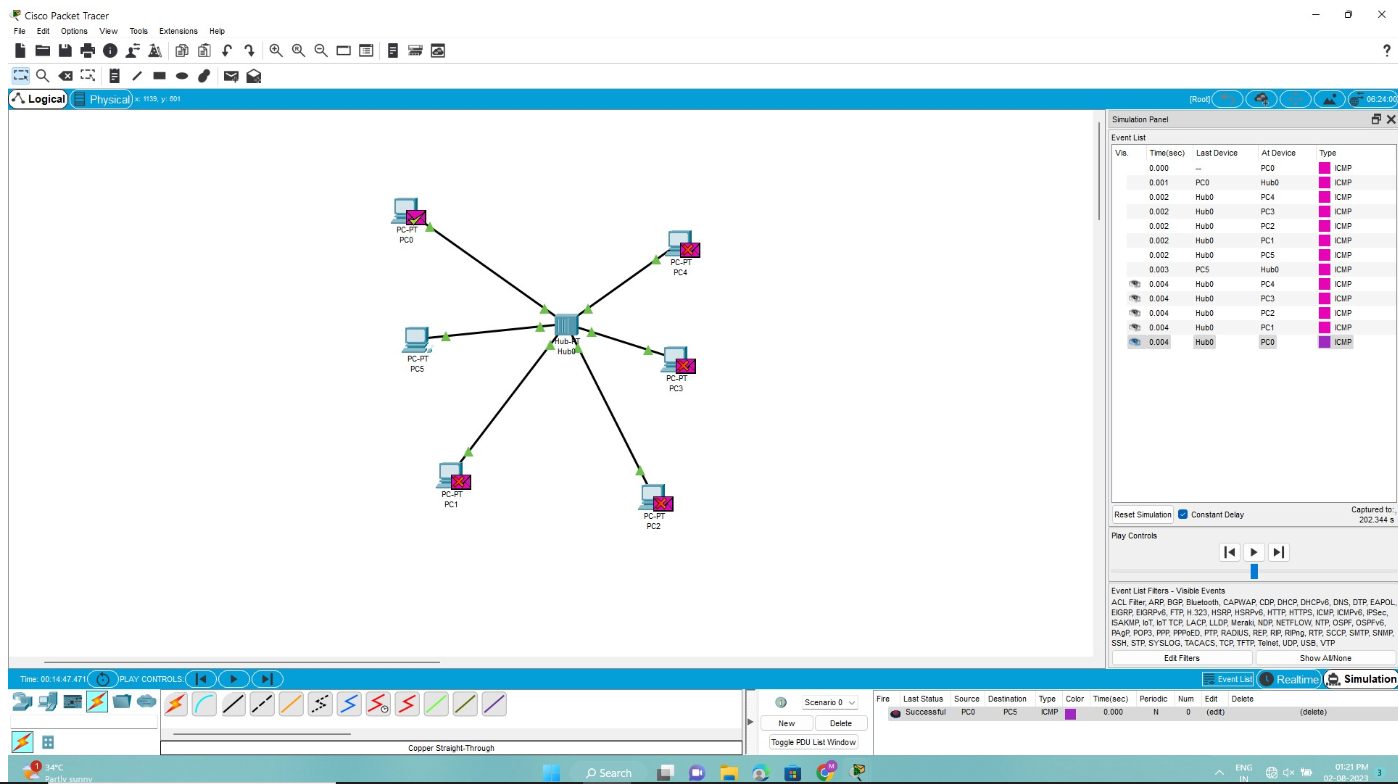 Cisco Packet Tracer
File Edit Options View Tools Extensions Help
?
Logical Physical x: 1139, y: 601
[Root] 06:24:00
PC-PT
PC0
PC-PT
PC4
PC-PT
PC5
Hub-PT
Hub0
PC-PT
PC3
PC-PT
PC1
PC-PT
PC2
Simulation Panel
Event List
Vis. Time(sec) Last Device At Device Type
0.000 -- PC0 ICMP
0.001 PC0 Hub0 ICMP
0.002 Hub0 PC4 ICMP
0.002 Hub0 PC3 ICMP
0.002 Hub0 PC2 ICMP
0.002 Hub0 PC1 ICMP
0.002 Hub0 PC5 ICMP
0.003 PC5 Hub0 ICMP
0.004 Hub0 PC4 ICMP
0.004 Hub0 PC3 ICMP
0.004 Hub0 PC2 ICMP
0.004 Hub0 PC1 ICMP
0.004 Hub0 PC0 ICMP
Reset Simulation Constant Delay Captured to:
202.344 s
Play Controls
Event List Filters - Visible Events
ACL Filter, ARP, BGP, Bluetooth, CAPWAP, CDP, DHCP, DHCPv6, DNS, DTP, EAPOL,
EIGRP, EIGRPv6, FTP, H.323, HSRP, HSRPv6, HTTP, HTTPS, ICMP, ICMPv6, IPSec,
ISAKMP, IoT, IoT TCP, LACP, LLDP, Meraki, NDP, NETFLOW, NTP, OSPF, OSPFv6,
PAgP, POP3, PPP, PPPoED, PTP, RADIUS, REP, RIP, RIPng, RTP, SCCP, SMTP, SNMP,
SSH, STP, SYSLOG, TACACS, TCP, TFTP, Telnet, UDP, USB, VTP
Edit Filters Show All/None
Time: 00:14:47.471 PLAY CONTROLS:
Event List Realtime Simulation
Copper Straight-Through
Scenario 0
New Delete
Toggle PDU List Window
Fire Last Status Source Destination Type Color Time(sec) Periodic Num Edit Delete
Successful PC0 PC5 ICMP 0.000 N 0 (edit) (delete)
1
34°C
Partly sunny
Search
M
ENG
IN
01:21 PM
02-08-2023
3